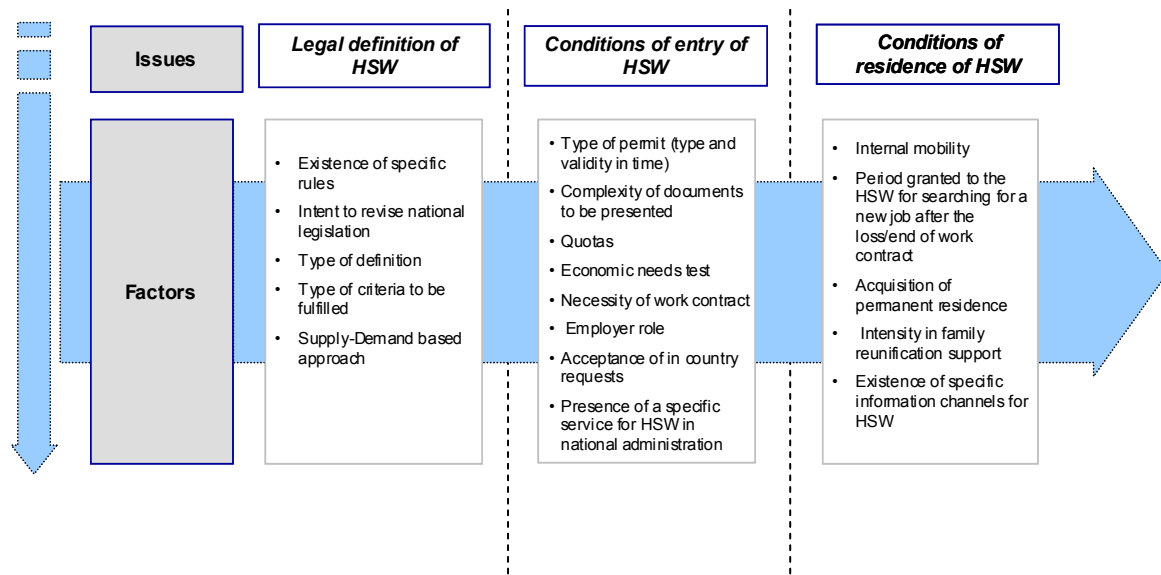 Issues
Legal definition of
HSW
Conditions of entry of
HSW
Conditions of
residence of HSW
Factors
• Existence of specific
rules
• Intent to revise national
legislation
• Type of definition
• Type of criteria to be
fulfilled
• Supply-Demand based
approach
• Type of permit (type and
validity in time)
• Complexity of documents
to be presented
• Quotas
• Economic needs test
• Necessity of work contract
• Employer role
• Acceptance of in country
requests
• Presence of a specific
service for HSW in
national administration
• Internal mobility
• Period granted to the
HSW for searching for a
new job after the
loss/end of work
contract
• Acquisition of
permanent residence
• Intensity in family
reunification support
• Existence of specific
information channels for
HSW